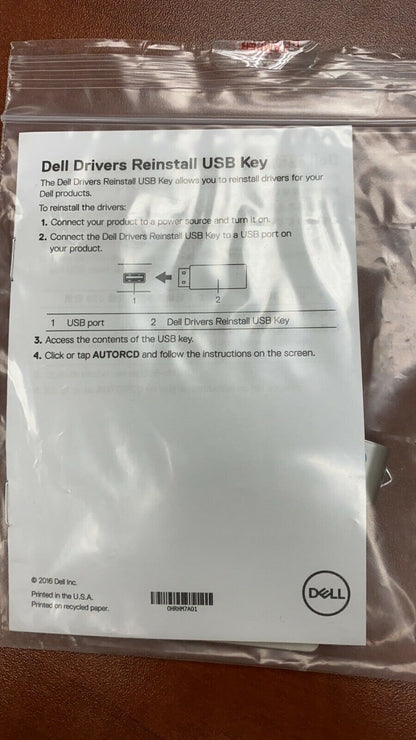 Dell Drivers Reinstall USB Key
The Dell Drivers Reinstall USB Key allows you to reinstall drivers for your
Dell products.
To reinstall the drivers:
1. Connect your product to a power source and turn it on.
2. Connect the Dell Drivers Reinstall USB Key to a USB port on
your product.
1 2
1 USB port 2 Dell Drivers Reinstall USB Key
3. Access the contents of the USB key.
4. Click or tap AUTORCD and follow the instructions on the screen.
© 2016 Dell Inc.
Printed in the U.S.A.
Printed on recycled paper.
0HRHM7A01
DELL